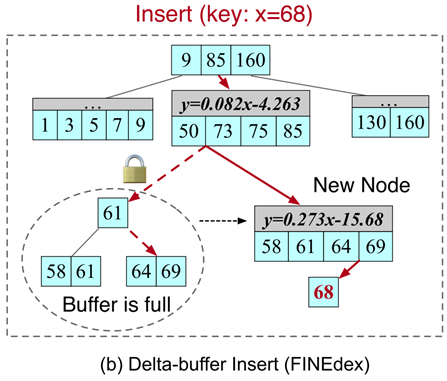 Insert (key: x=68)
9 85 160
...
1 3 5 7 9
y=0.082x-4.263
50 73 75 85
...
130 160
61
58 61
64 69
Buffer is full
New Node
y=0.273x-15.68
58 61 64 69
68
(b) Delta-buffer Insert (FINEdex)